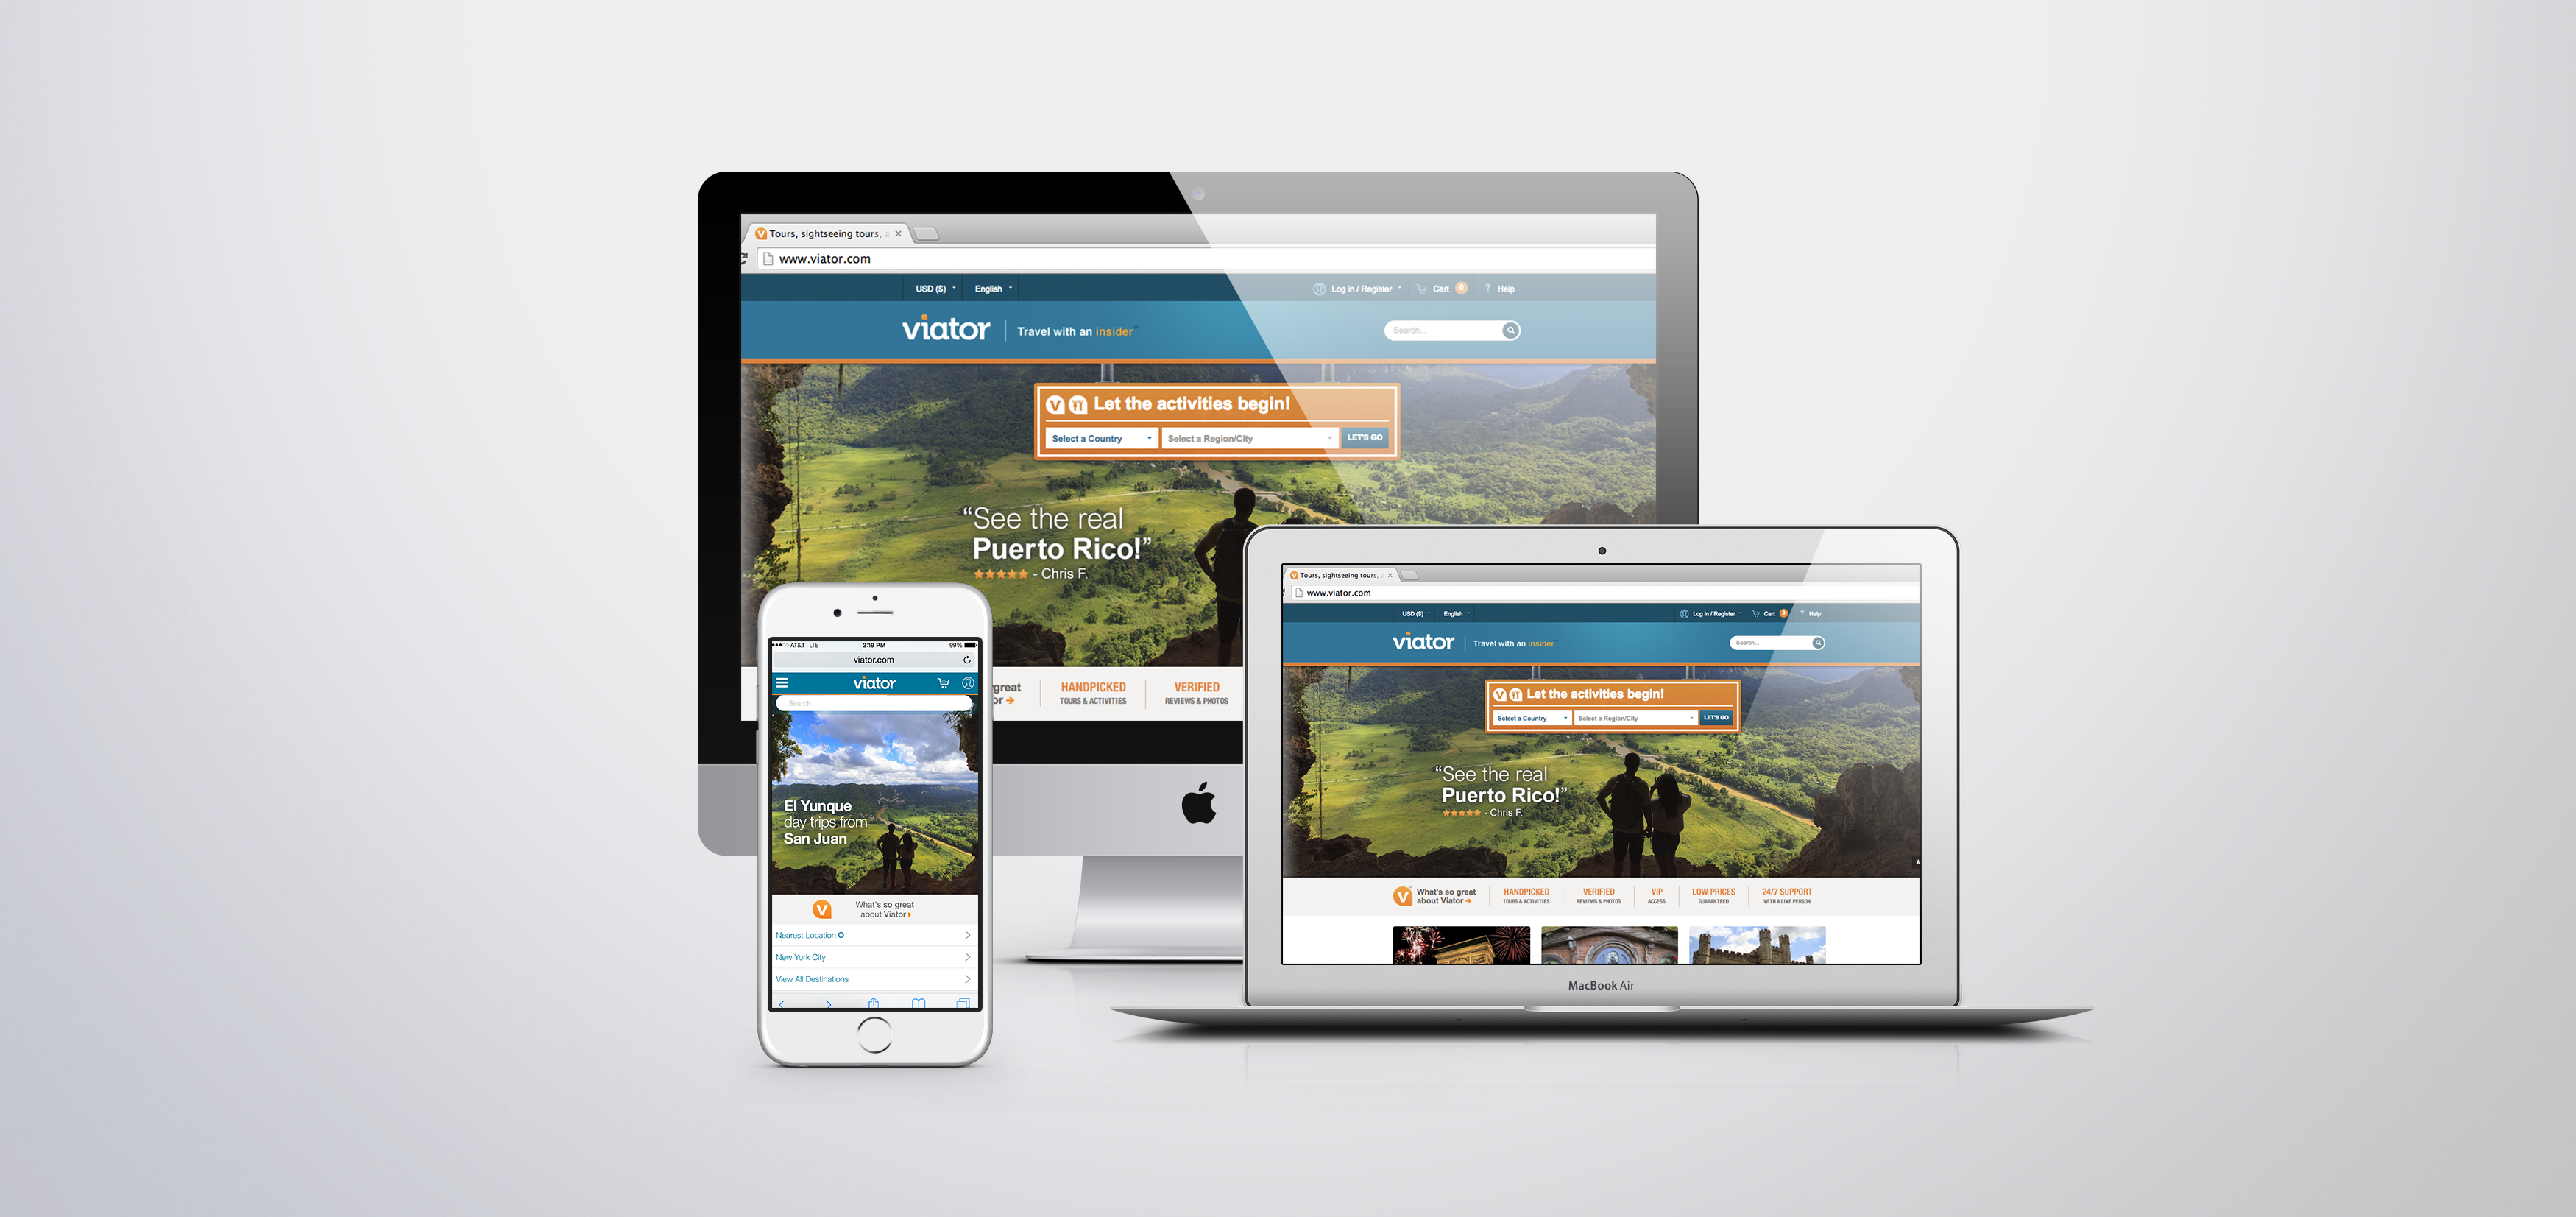 Tours, sightseeing tours,
www.viator.com
USD ($) English Log in / Register Cart 0 ? Help
viator Travel with an insider Search...
V Let the activities begin!
Select a Country Select a Region/City LET'S GO
“See the real
Puerto Rico!”
- Chris F.
great HANDPICKED VERIFIED
or TOURS & ACTIVITIES REVIEWS & PHOTOS
AT&T LTE 2:19 PM 99%
viator.com
viator
Search
El Yunque
day trips from
San Juan
V What's so great
about Viator
Nearest Location
New York City
View All Destinations
Tours, sightseeing tours,
www.viator.com
USD ($) English Log in / Register Cart 0 ? Help
viator Travel with an insider Search...
V Let the activities begin!
Select a Country Select a Region/City LET'S GO
“See the real
Puerto Rico!”
- Chris F.
A
V What's so great HANDPICKED VERIFIED VIP LOW PRICES 24/7 SUPPORT
about Viator TOURS & ACTIVITIES REVIEWS & PHOTOS ACCESS GUARANTEED WITH A LIVE PERSON
MacBook Air